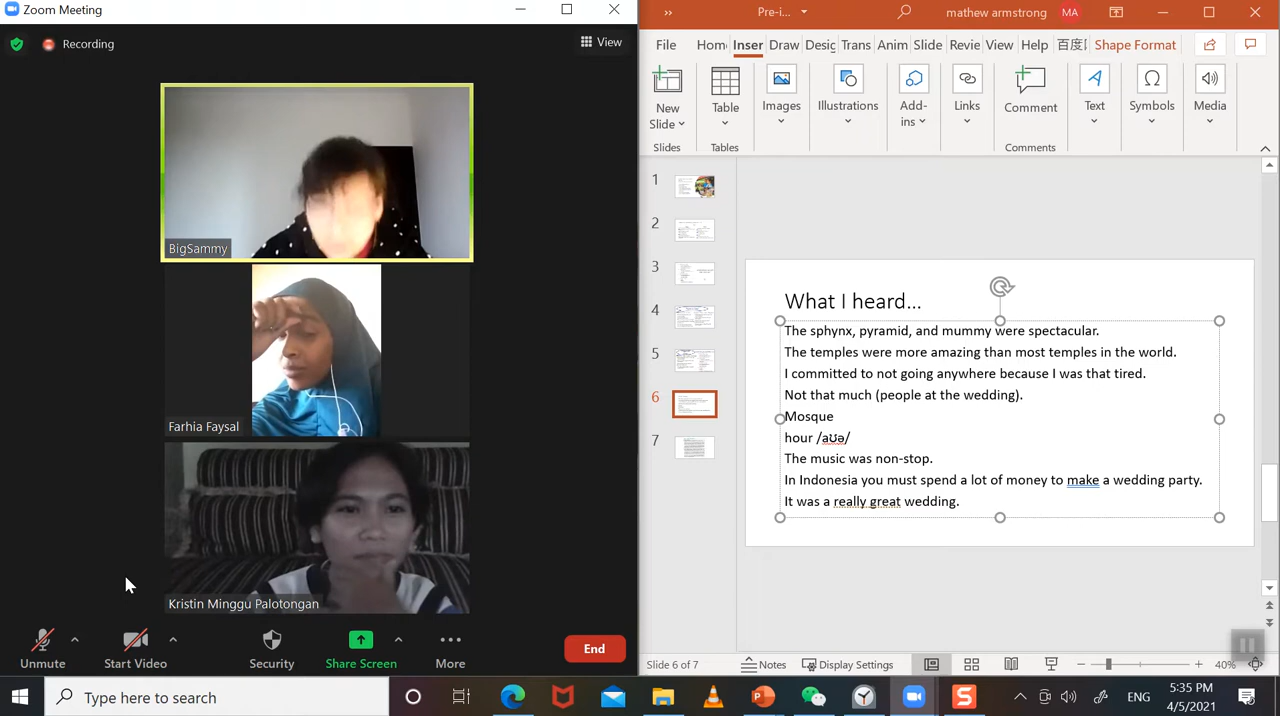 Zoom Meeting
Recording
View
BigSammy
Farhia Faysal
Kristin Minggu Palotongan
Unmute
Start Video
Security
Share Screen
More
End
Pre-i...
mathew armstrong
MA
File
Home
Inser
Draw
Desig
Trans
Anim
Slide
Revie
View
Help
Shape Format
New
Slide
Table
Images
Illustrations
Add-
ins
Links
Comment
Text
Symbols
Media
Slides
Tables
Comments
1
2
3
4
5
6
7
What I heard...
The sphynx, pyramid, and mummy were spectacular.
The temples were more amazing than most temples in the world.
I committed to not going anywhere because I was that tired.
Not that much (people at the wedding).
Mosque
hour /aʊə/
The music was non-stop.
In Indonesia you must spend a lot of money to make a wedding party.
It was a really great wedding.
Slide 6 of 7
Notes
Display Settings
40%
Type here to search
ENG
5:35 PM
4/5/2021